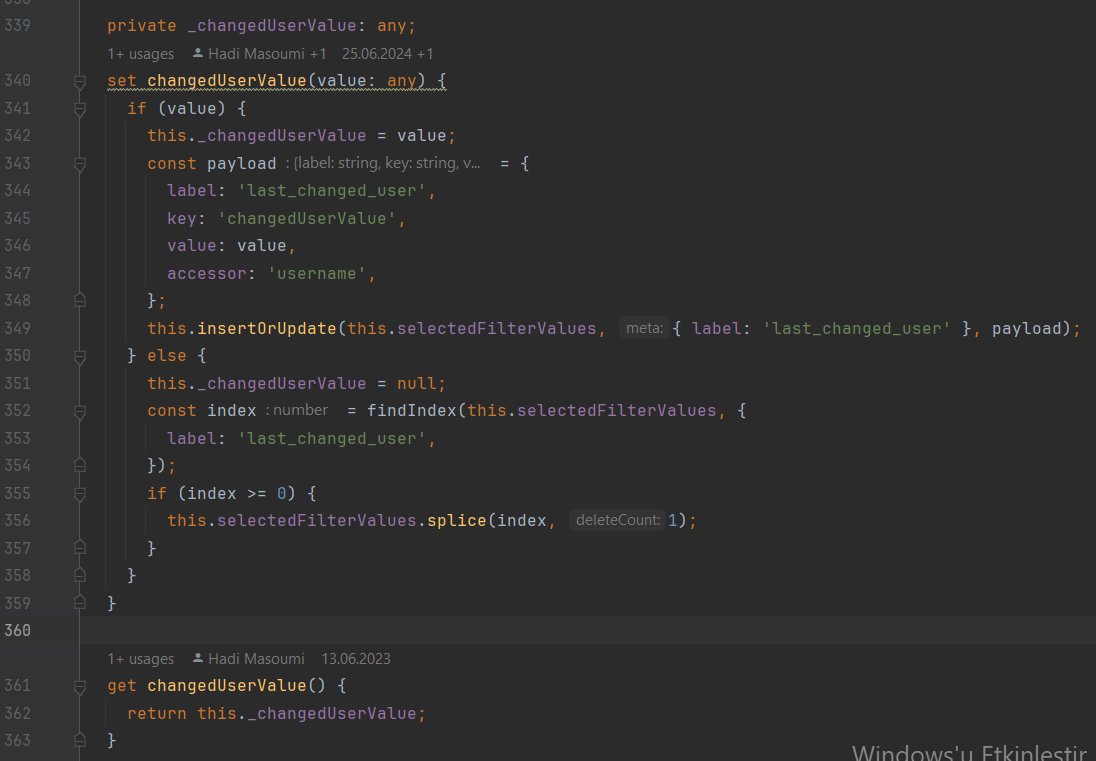 339 private _changedUserValue: any;
1+ usages Hadi Masoumi +1 25.06.2024 +1
340 set changedUserValue(value: any) {
341 if (value) {
342 this._changedUserValue = value;
343 const payload : {label: string, key: string, v... = {
344 label: 'last_changed_user',
345 key: 'changedUserValue',
346 value: value,
347 accessor: 'username',
348 };
349 this.insertOrUpdate(this.selectedFilterValues, meta: { label: 'last_changed_user' }, payload);
350 } else {
351 this._changedUserValue = null;
352 const index : number = findIndex(this.selectedFilterValues, {
353 label: 'last_changed_user',
354 });
355 if (index >= 0) {
356 this.selectedFilterValues.splice(index, deleteCount: 1);
357 }
358 }
359 }
360
1+ usages Hadi Masoumi 13.06.2023
361 get changedUserValue() {
362 return this._changedUserValue;
363 }
Windows'u Etkinleştir